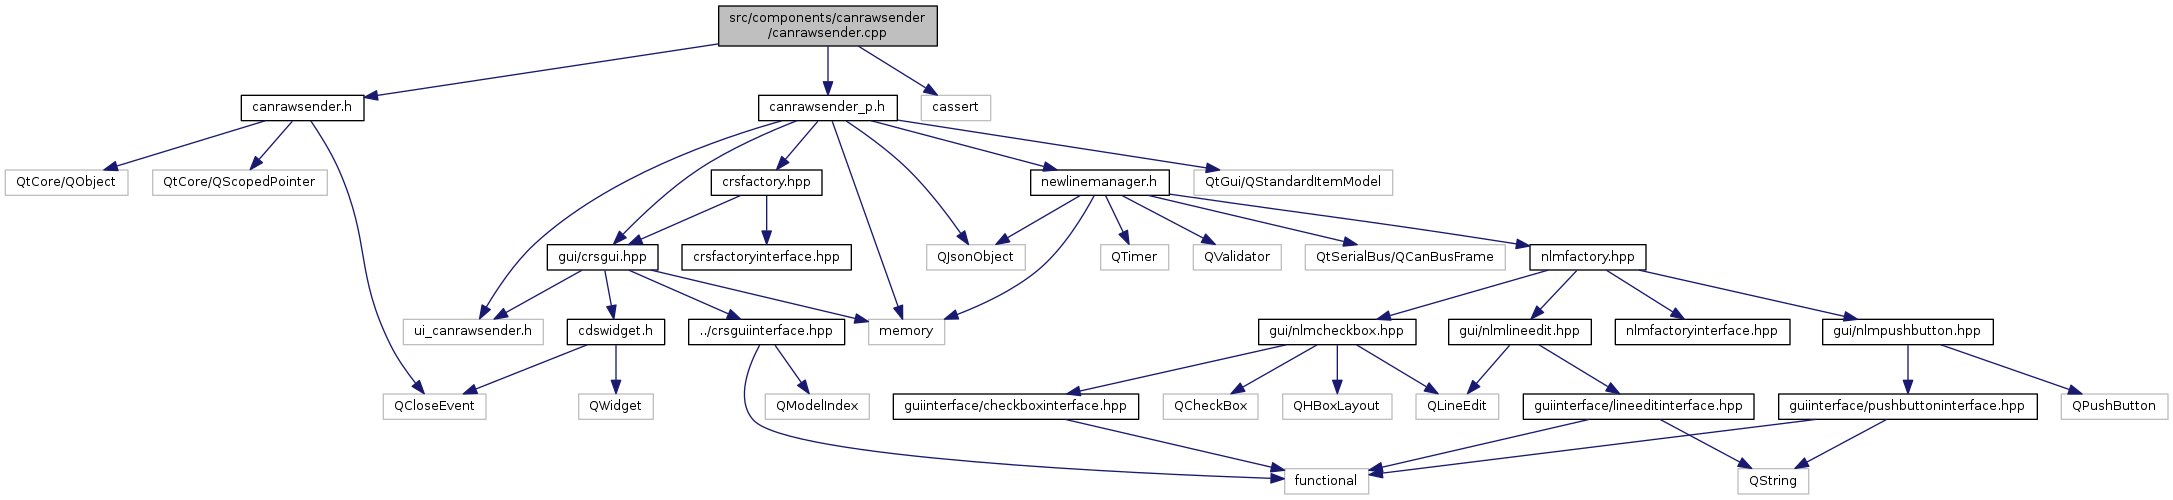 src/components/canrawsender
/canrawsender.cpp
canrawsender.h
canrawsender_p.h
cassert
QtCore/QObject
QtCore/QScopedPointer
crsfactory.hpp
newlinemanager.h
QtGui/QStandardItemModel
gui/crsgui.hpp
crsfactoryinterface.hpp
QJsonObject
QTimer
QValidator
QtSerialBus/QCanBusFrame
nlmfactory.hpp
ui_canrawsender.h
cdswidget.h
../crsguiinterface.hpp
memory
gui/nlmcheckbox.hpp
gui/nlmlineedit.hpp
nlmfactoryinterface.hpp
gui/nlmpushbutton.hpp
QCloseEvent
QWidget
QModelIndex
guiinterface/checkboxinterface.hpp
QCheckBox
QHBoxLayout
QLineEdit
guiinterface/lineeditinterface.hpp
guiinterface/pushbuttoninterface.hpp
QPushButton
functional
QString